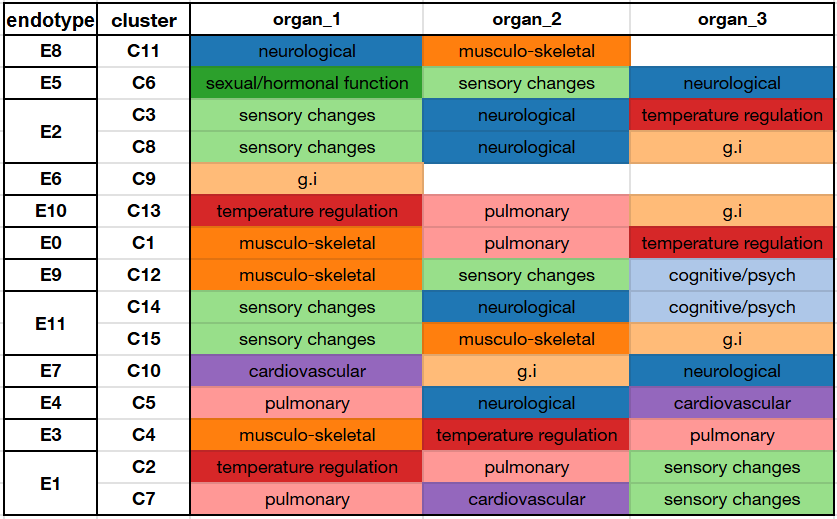 endotype cluster organ_1 organ_2 organ_3
E8 C11 neurological musculo-skeletal
E5 C6 sexual/hormonal function sensory changes neurological
E2 C3 sensory changes neurological temperature regulation
C8 sensory changes neurological g.i
E6 C9 g.i
E10 C13 temperature regulation pulmonary g.i
E0 C1 musculo-skeletal pulmonary temperature regulation
E9 C12 musculo-skeletal sensory changes cognitive/psych
E11 C14 sensory changes neurological cognitive/psych
C15 sensory changes musculo-skeletal g.i
E7 C10 cardiovascular g.i neurological
E4 C5 pulmonary neurological cardiovascular
E3 C4 musculo-skeletal temperature regulation pulmonary
E1 C2 temperature regulation pulmonary sensory changes
C7 pulmonary cardiovascular sensory changes